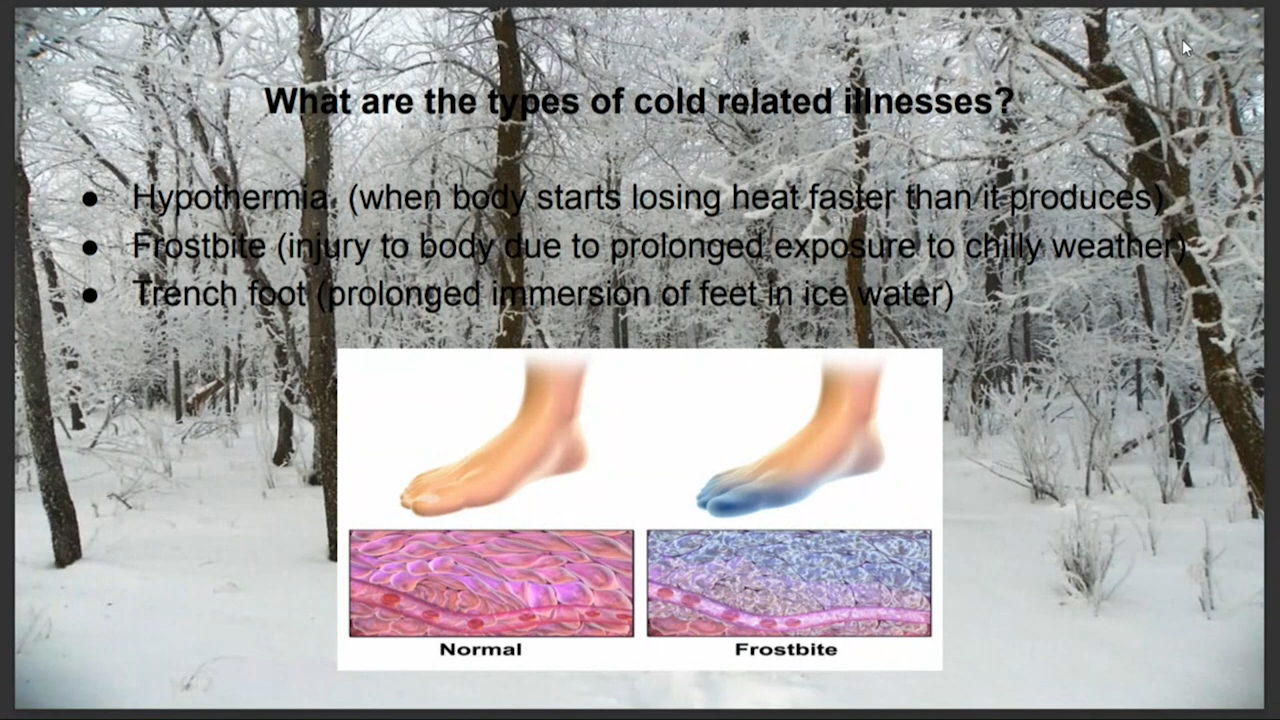 What are the types of cold related illnesses?
● Hypothermia  (when body starts losing heat faster than it produces)
● Frostbite (injury to body due to prolonged exposure to chilly weather)
● Trench foot (prolonged immersion of feet in ice water)
Normal
Frostbite